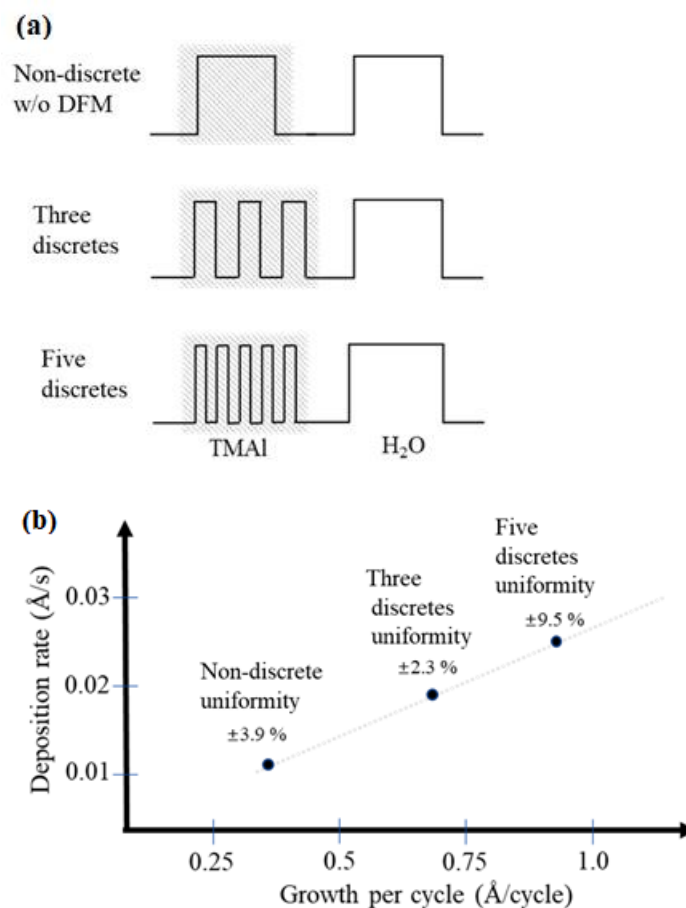 (a)
Non-discrete
w/o DFM
Three
discretes
Five
discretes
TMAl
H₂O
(b)
Deposition rate (Å/s)
0.03
0.02
0.01
Non-discrete
uniformity
±3.9 %
Three
discretes
uniformity
±2.3 %
Five
discretes
uniformity
±9.5 %
0.25
0.5
0.75
1.0
Growth per cycle (Å/cycle)